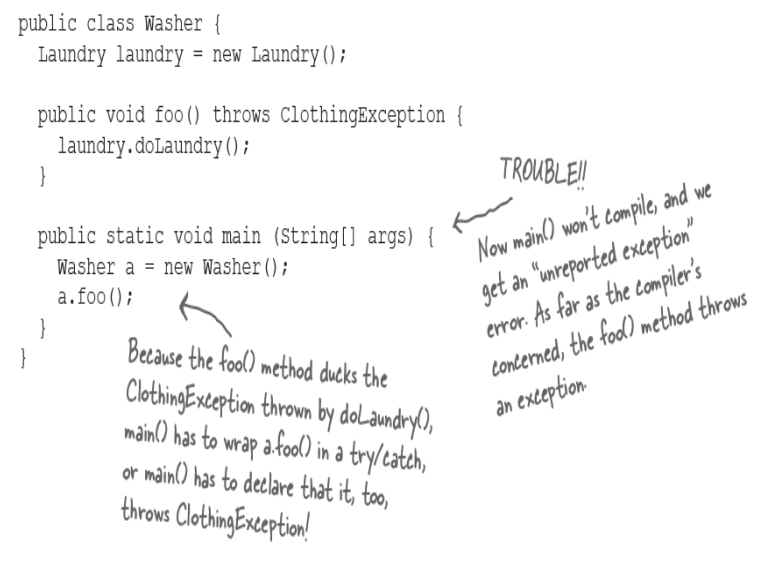 public class Washer {
Laundry laundry = new Laundry();
public void foo() throws ClothingException {
laundry.doLaundry();
}
public static void main (String[] args) {
Washer a = new Washer();
a.foo();
}
}
TROUBLE!!
Now main() won't compile, and we
get an "unreported exception"
error. As far as the compiler's
concerned, the foo() method throws
an exception.
Because the foo() method ducks the
ClothingException thrown by doLaundry(),
main() has to wrap a.foo() in a try/catch,
or main() has to declare that it, too,
throws ClothingException!